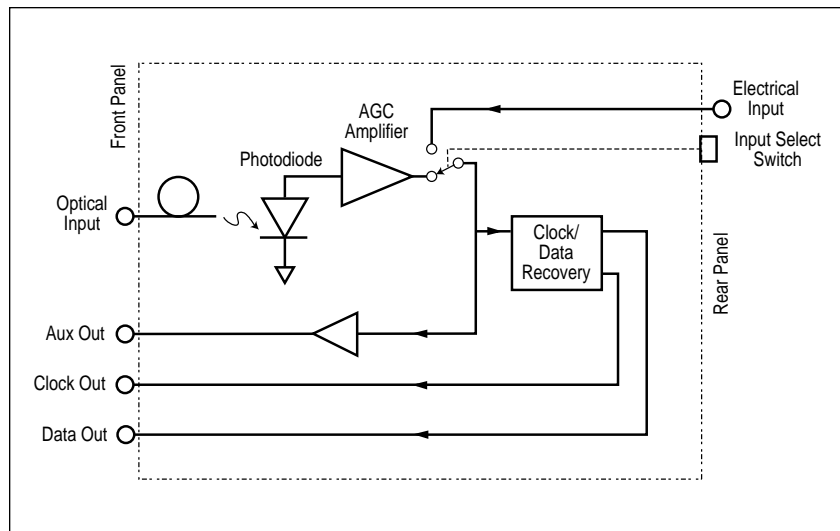 Front Panel
Electrical
Input
AGC
Amplifier
Input Select
Switch
Photodiode
Optical
Input
Clock/
Data
Recovery
Rear Panel
Aux Out
Clock Out
Data Out